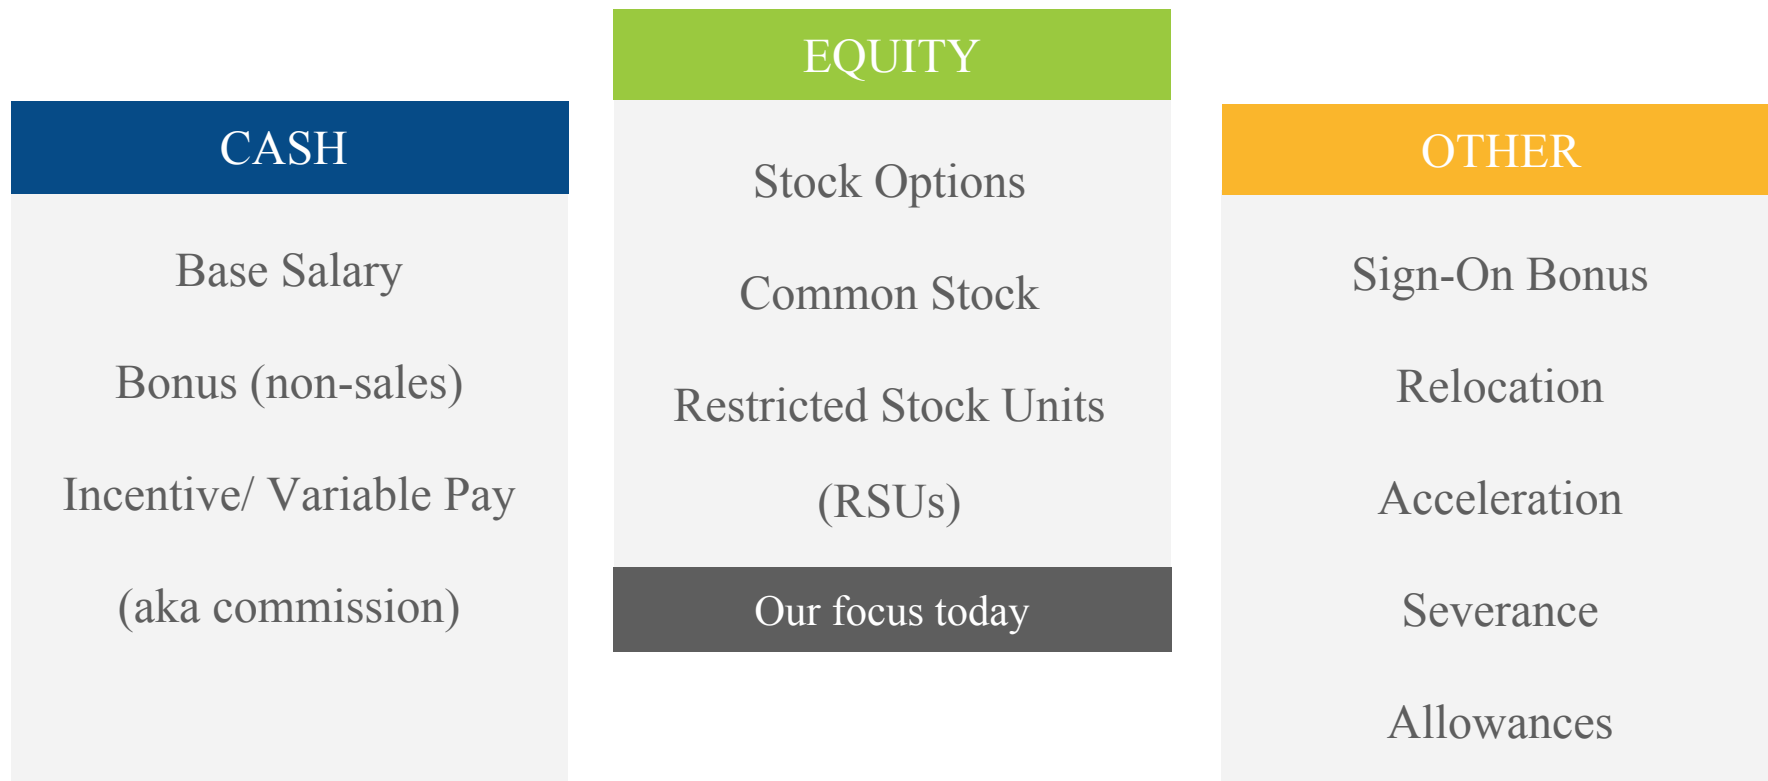 CASH
Base Salary
Bonus (non-sales)
Incentive/ Variable Pay
(aka commission)
EQUITY
Stock Options
Common Stock
Restricted Stock Units
(RSUs)
Our focus today
OTHER
Sign-On Bonus
Relocation
Acceleration
Severance
Allowances